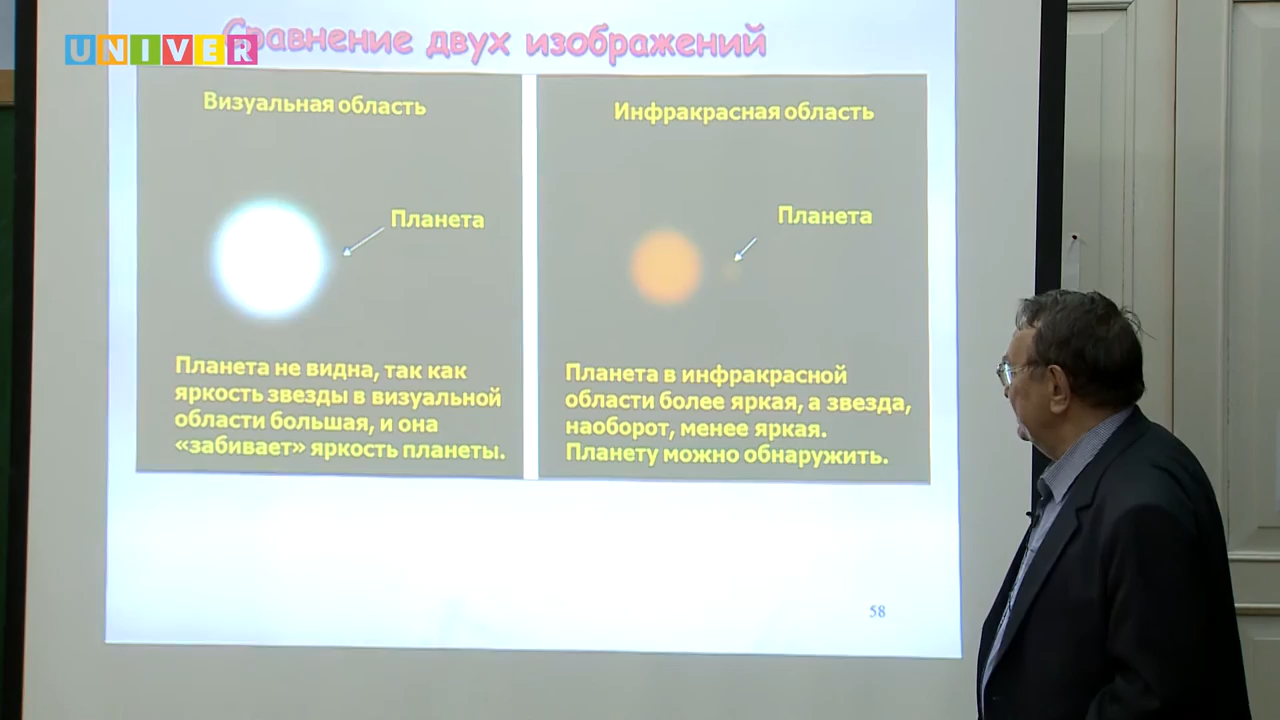 UNIVER
Сравнение двух изображений
Визуальная область
Планета
Планета не видна, так как
яркость звезды в визуальной
области большая, и она
«забивает» яркость планеты.
Инфракрасная область
Планета
Планета в инфракрасной
области более яркая, а звезда,
наоборот, менее яркая.
Планету можно обнаружить.
58